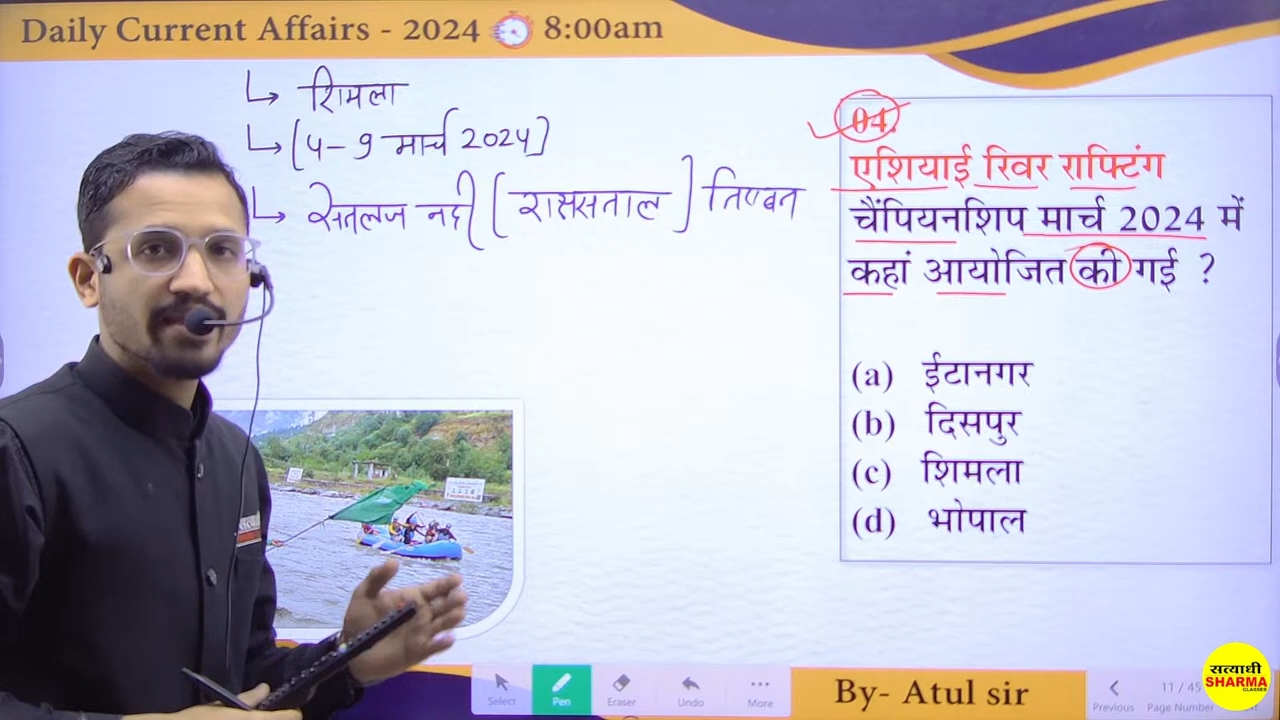 Daily Current Affairs - 2024 8:00am
↳ शिमला
↳ [4-9 मार्च 2024]
↳ सतलज नदी [राक्षसताल] तिब्बत
04.
एशियाई रिवर राफ्टिंग
चैंपियनशिप मार्च 2024 में
कहां आयोजित की गई ?
(a) ईटानगर
(b) दिसपुर
(c) शिमला
(d) भोपाल
Select
Pen
Eraser
Undo
More
By- Atul sir
Previous
11 / 45
Page Number
सत्याधी
SHARMA
CLASSES